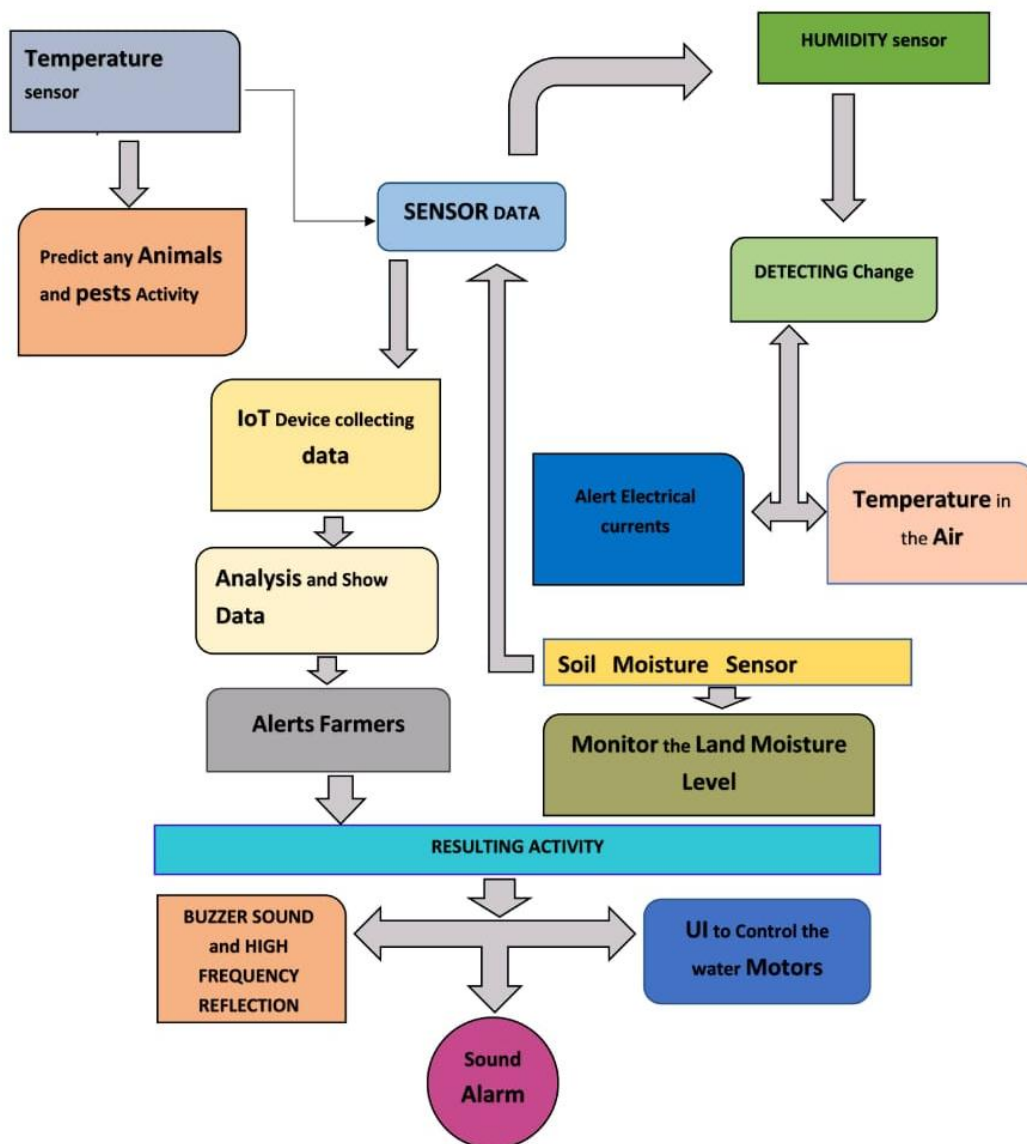 Temperature
sensor
HUMIDITY sensor
SENSOR DATA
Predict any Animals
and pests Activity
DETECTING Change
IoT Device collecting
data
Alert Electrical
currents
Temperature in
the Air
Analysis and Show
Data
Soil Moisture Sensor
Alerts Farmers
Monitor the Land Moisture
Level
RESULTING ACTIVITY
BUZZER SOUND
and HIGH
FREQUENCY
REFLECTION
UI to Control the
water Motors
Sound
Alarm